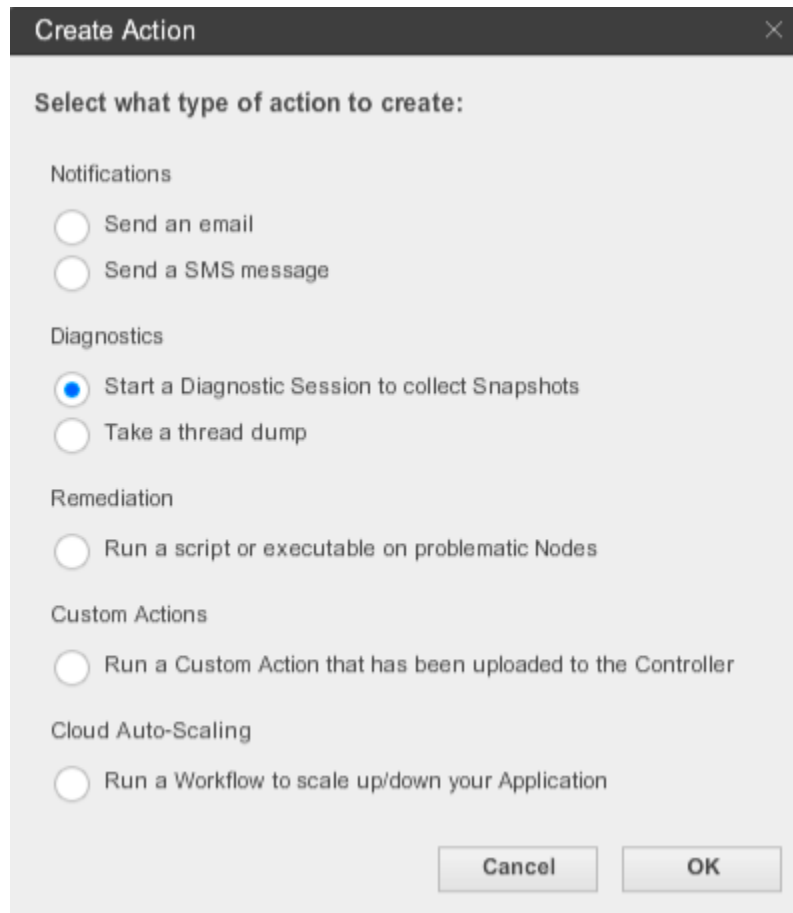 Create Action
Select what type of action to create:
Notifications
Send an email
Send a SMS message
Diagnostics
Start a Diagnostic Session to collect Snapshots
Take a thread dump
Remediation
Run a script or executable on problematic Nodes
Custom Actions
Run a Custom Action that has been uploaded to the Controller
Cloud Auto-Scaling
Run a Workflow to scale up/down your Application
Cancel OK